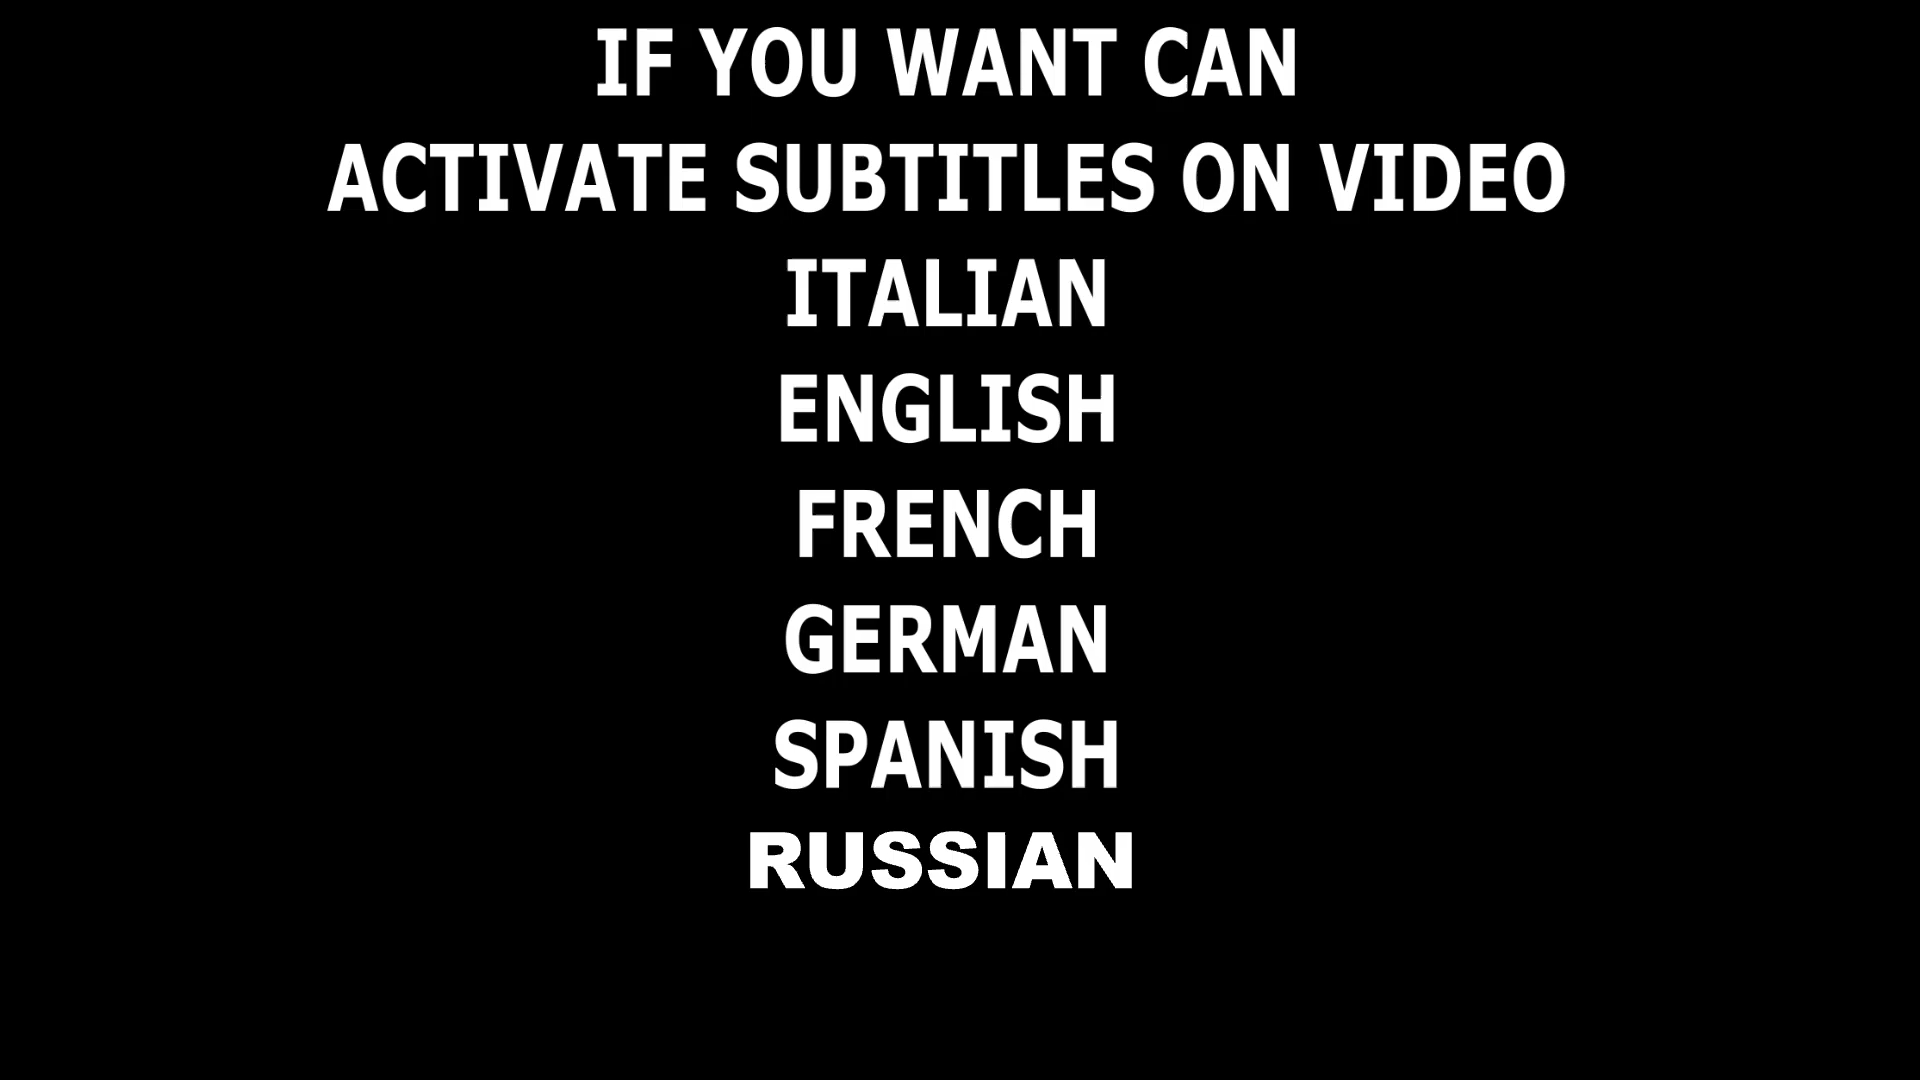 IF YOU WANT CAN
ACTIVATE SUBTITLES ON VIDEO
ITALIAN
ENGLISH
FRENCH
GERMAN
SPANISH
RUSSIAN